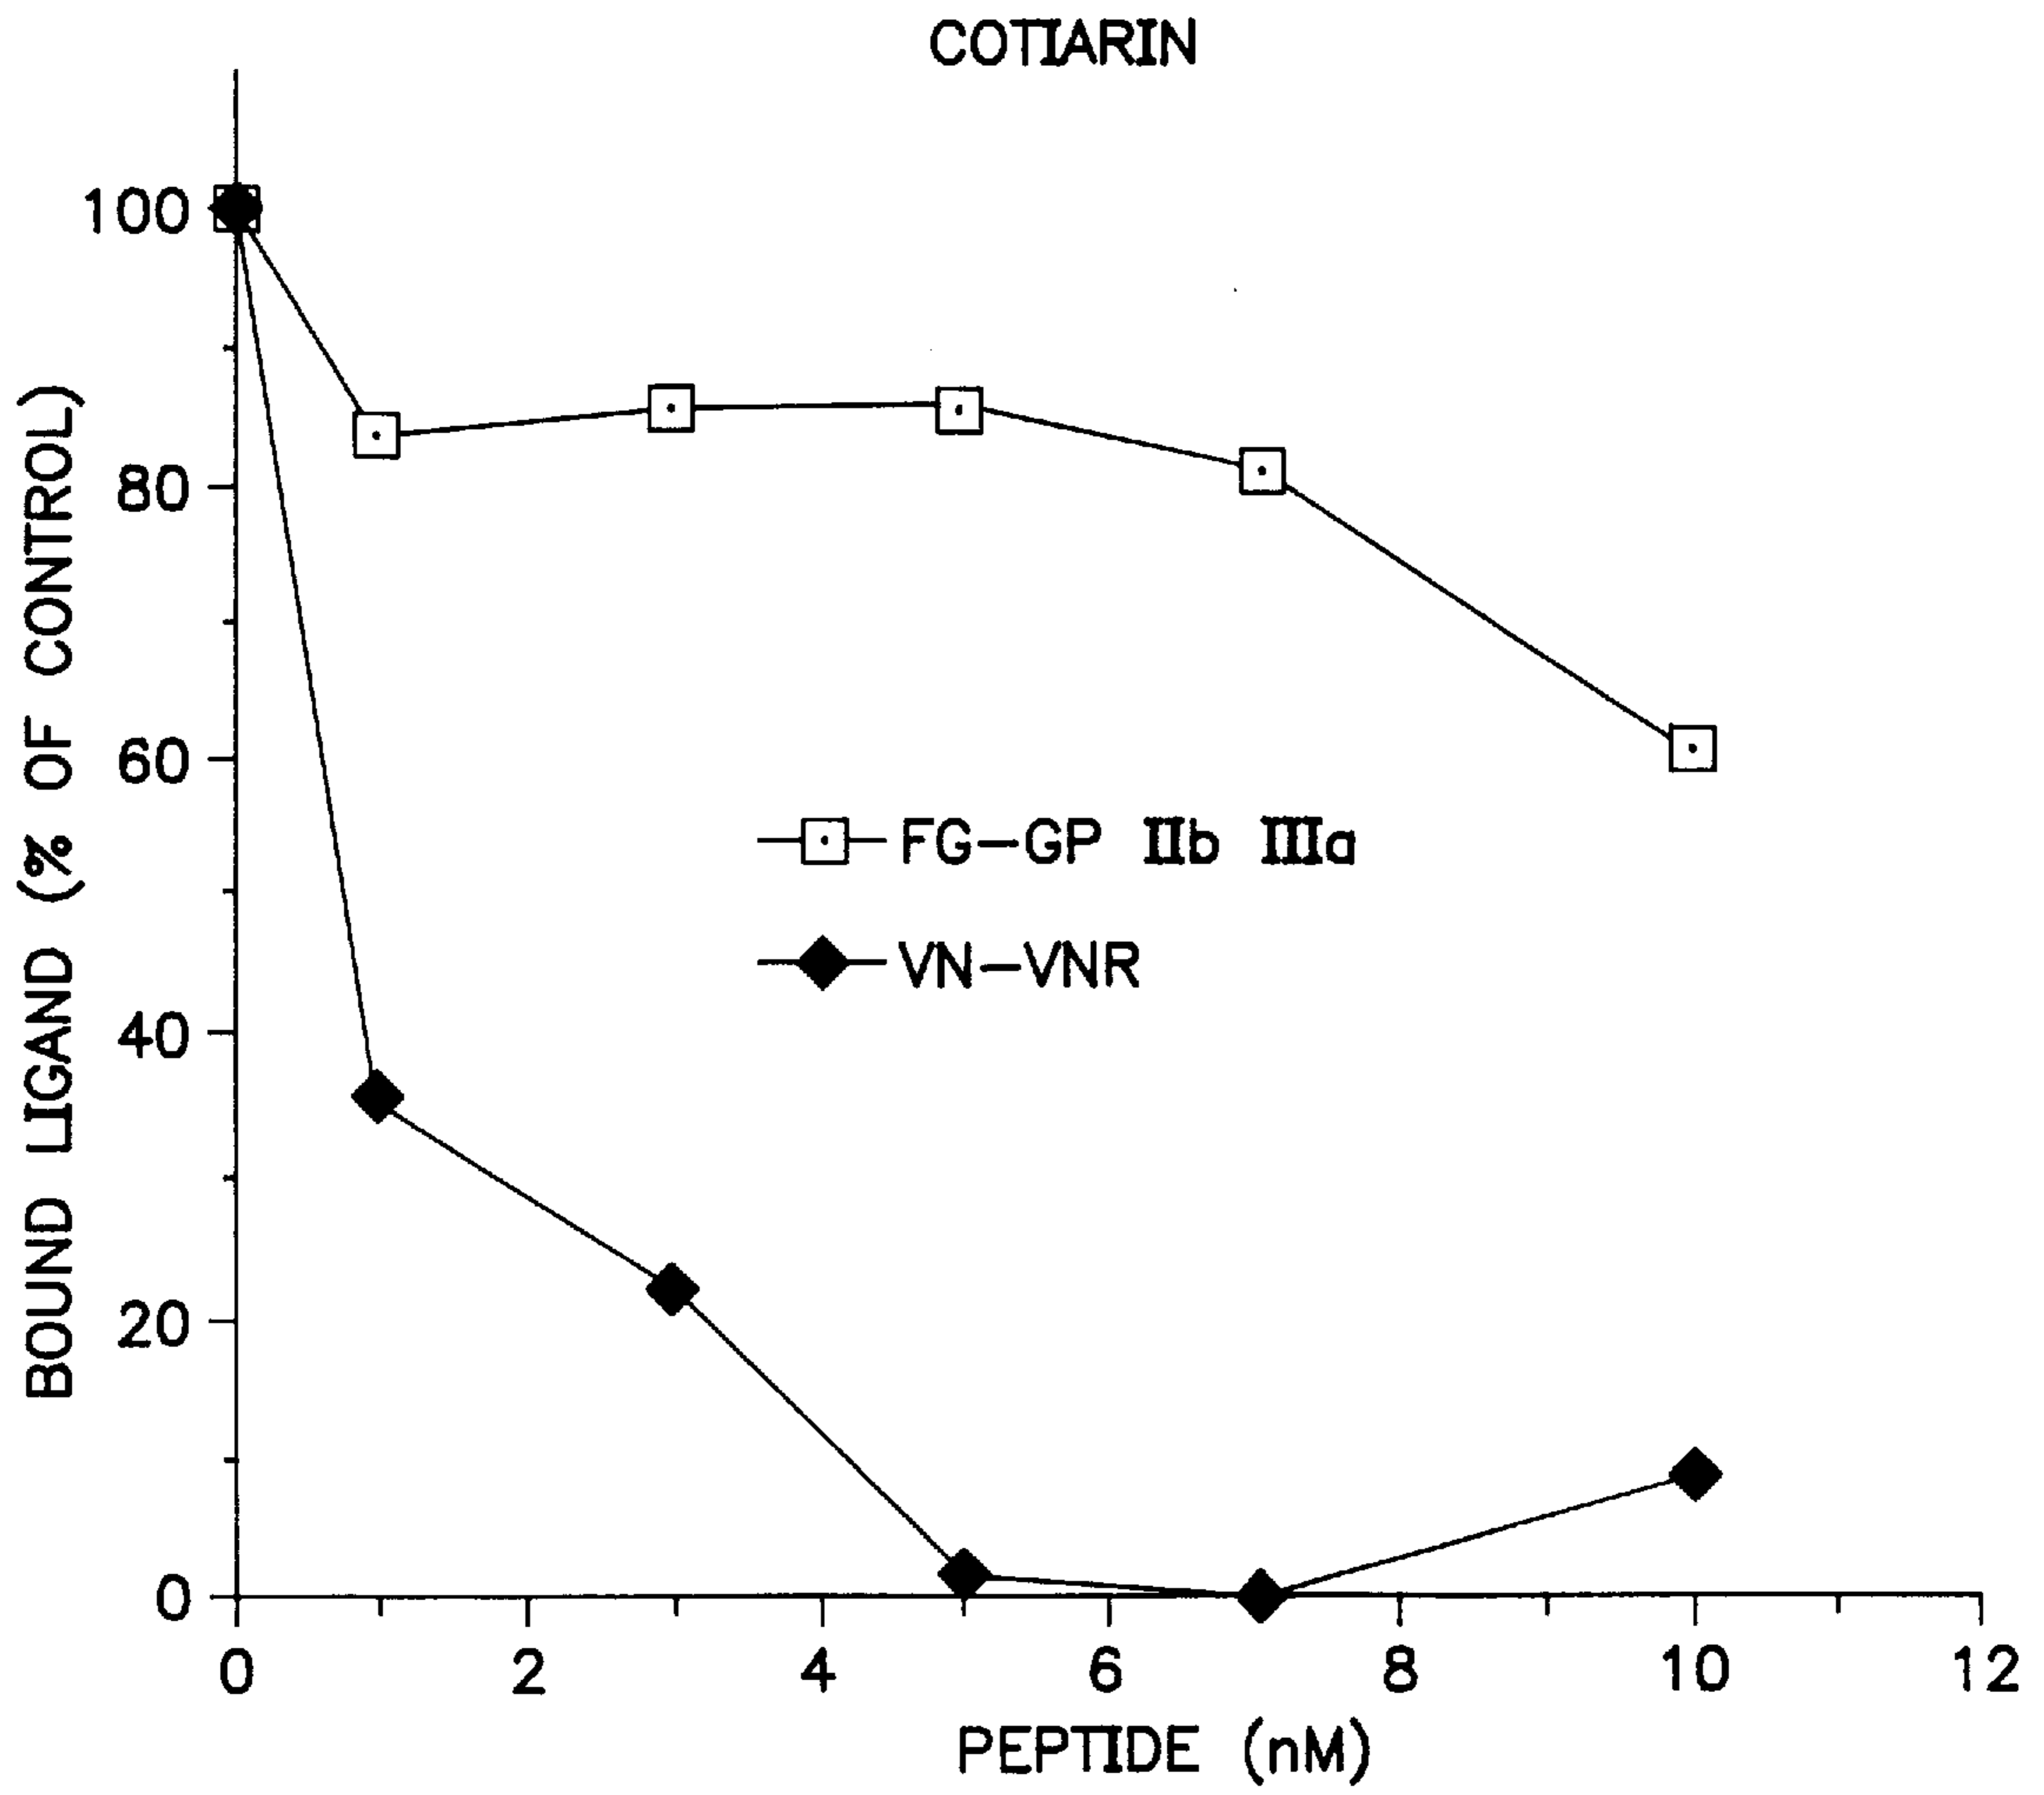 COTIARIN
BOUND LIGAND (% OF CONTROL)
100
80
60
40
20
0
FG-GP IIb IIIa
VN-VNR
0 2 4 6 8 10 12
PEPTIDE (nM)